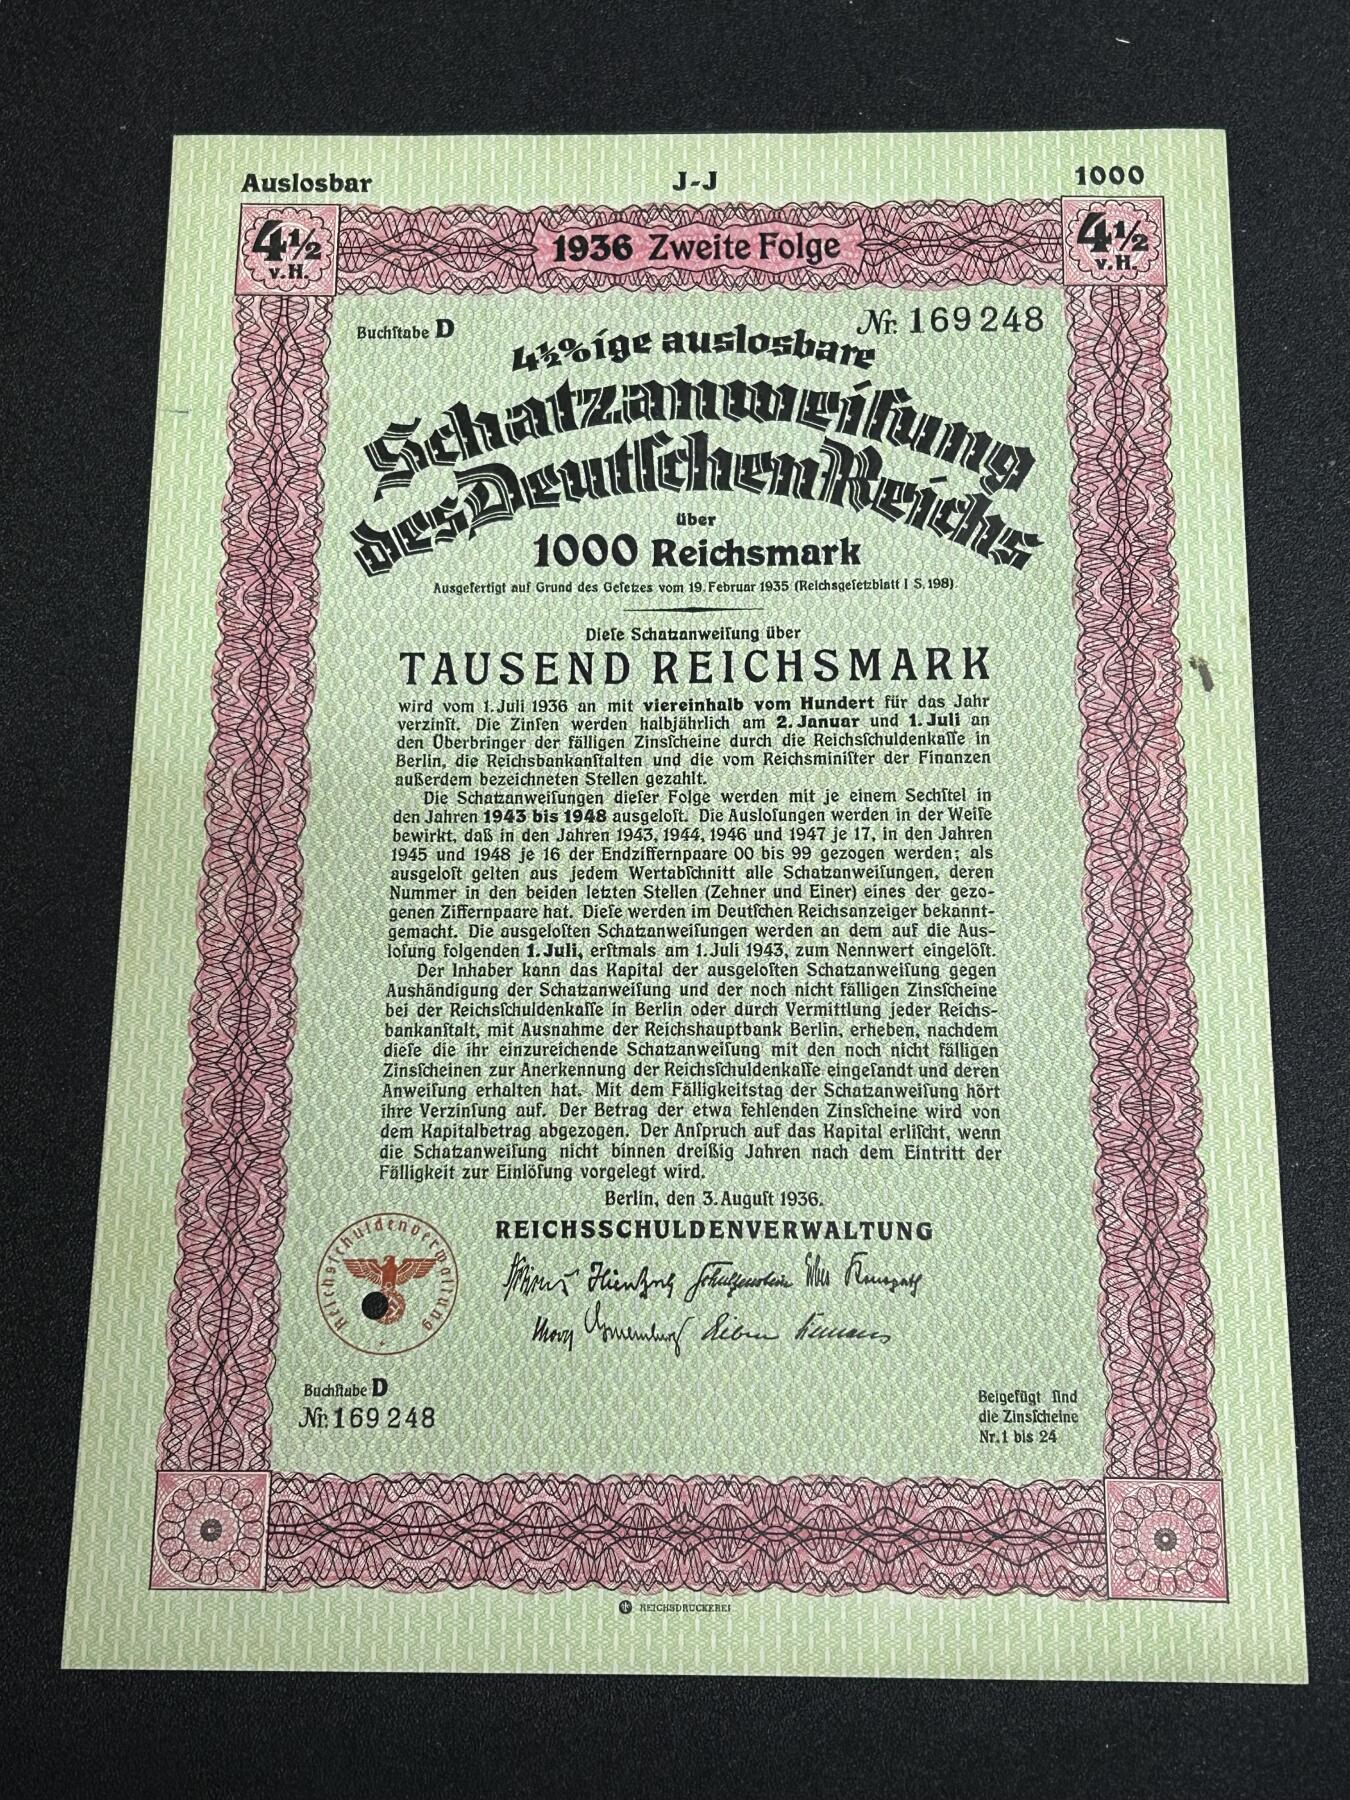 Auslosbar J-J 1000
4½ v.H. 1936 Zweite Folge 4½ v.H.
Buchſtabe D Nr. 169248
4½%ige auslosbare
Schatzanweiſung
des Deutſchen Reichs
über
1000 Reichsmark
Ausgefertigt auf Grund des Geſetzes vom 19. Februar 1935 (Reichsgeſetzblatt I S. 198).
Dieſe Schatzanweiſung über
TAUSEND REICHSMARK
wird vom 1. Juli 1936 an mit viereinhalb vom Hundert für das Jahr
verzinſt. Die Zinſen werden halbjährlich am 2. Januar und 1. Juli an
den Überbringer der fälligen Zinsſcheine durch die Reichsſchuldenkaſſe in
Berlin, die Reichsbankanſtalten und die vom Reichsminiſter der Finanzen
außerdem bezeichneten Stellen gezahlt.
Die Schatzanweiſungen dieſer Folge werden mit je einem Sechſtel in
den Jahren 1943 bis 1948 ausgeloſt. Die Ausloſungen werden in der Weiſe
bewirkt, daß in den Jahren 1943, 1944, 1946 und 1947 je 17, in den Jahren
1945 und 1948 je 16 der Endziffernpaare 00 bis 99 gezogen werden; als
ausgeloſt gelten aus jedem Wertabſchnitt alle Schatzanweiſungen, deren
Nummer in den beiden letzten Stellen (Zehner und Einer) eines der gezo-
genen Ziffernpaare hat. Dieſe werden im Deutſchen Reichsanzeiger bekannt-
gemacht. Die ausgeloſten Schatzanweiſungen werden an dem auf die Aus-
loſung folgenden 1. Juli, erſtmals am 1. Juli 1943, zum Nennwert eingelöſt.
Der Inhaber kann das Kapital der ausgeloſten Schatzanweiſung gegen
Aushändigung der Schatzanweiſung und der noch nicht fälligen Zinsſcheine
bei der Reichsſchuldenkaſſe in Berlin oder durch Vermittlung jeder Reichs-
bankanſtalt, mit Ausnahme der Reichshauptbank Berlin, erheben, nachdem
dieſe die ihr einzureichende Schatzanweiſung mit den noch nicht fälligen
Zinsſcheinen zur Anerkennung der Reichsſchuldenkaſſe eingeſandt und deren
Anweiſung erhalten hat. Mit dem Fälligkeitstag der Schatzanweiſung hört
ihre Verzinſung auf. Der Betrag der etwa fehlenden Zinsſcheine wird von
dem Kapitalbetrag abgezogen. Der Anſpruch auf das Kapital erliſcht, wenn
die Schatzanweiſung nicht binnen dreißig Jahren nach dem Eintritt der
Fälligkeit zur Einlöſung vorgelegt wird.
Berlin, den 3. Auguſt 1936.
REICHSSCHULDENVERWALTUNG
Reichsſchuldenverwaltung
Buchſtabe D
Nr. 169248
Beigefügt ſind
die Zinsſcheine
Nr. 1 bis 24
REICHSDRUCKEREI